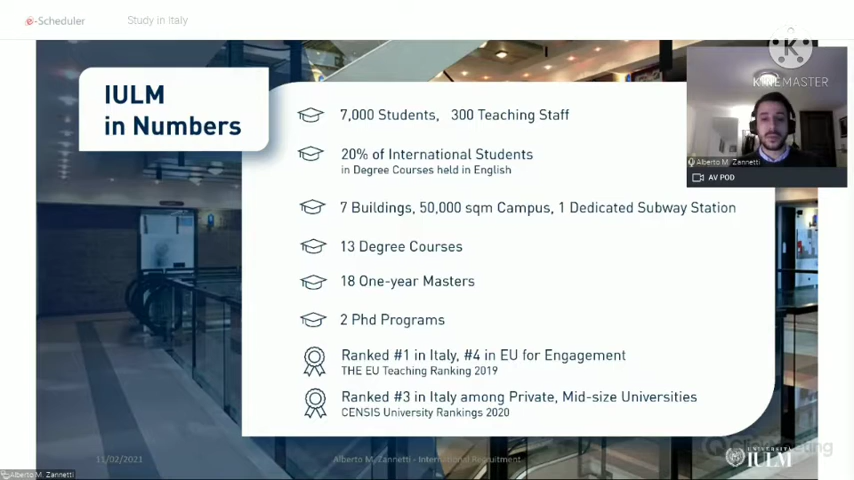 e-Scheduler
Study in Italy
IULM
in Numbers
7,000 Students, 300 Teaching Staff
20% of International Students
in Degree Courses held in English
7 Buildings, 50,000 sqm Campus, 1 Dedicated Subway Station
13 Degree Courses
18 One-year Masters
2 Phd Programs
Ranked #1 in Italy, #4 in EU for Engagement
THE EU Teaching Ranking 2019
Ranked #3 in Italy among Private, Mid-size Universities
CENSIS University Rankings 2020
K
KINEMASTER
Alberto M. Zannetti
AV POD
11/02/2021
Alberto M. Zannetti - International Recruitment
IULM
Alberto M. Zannetti